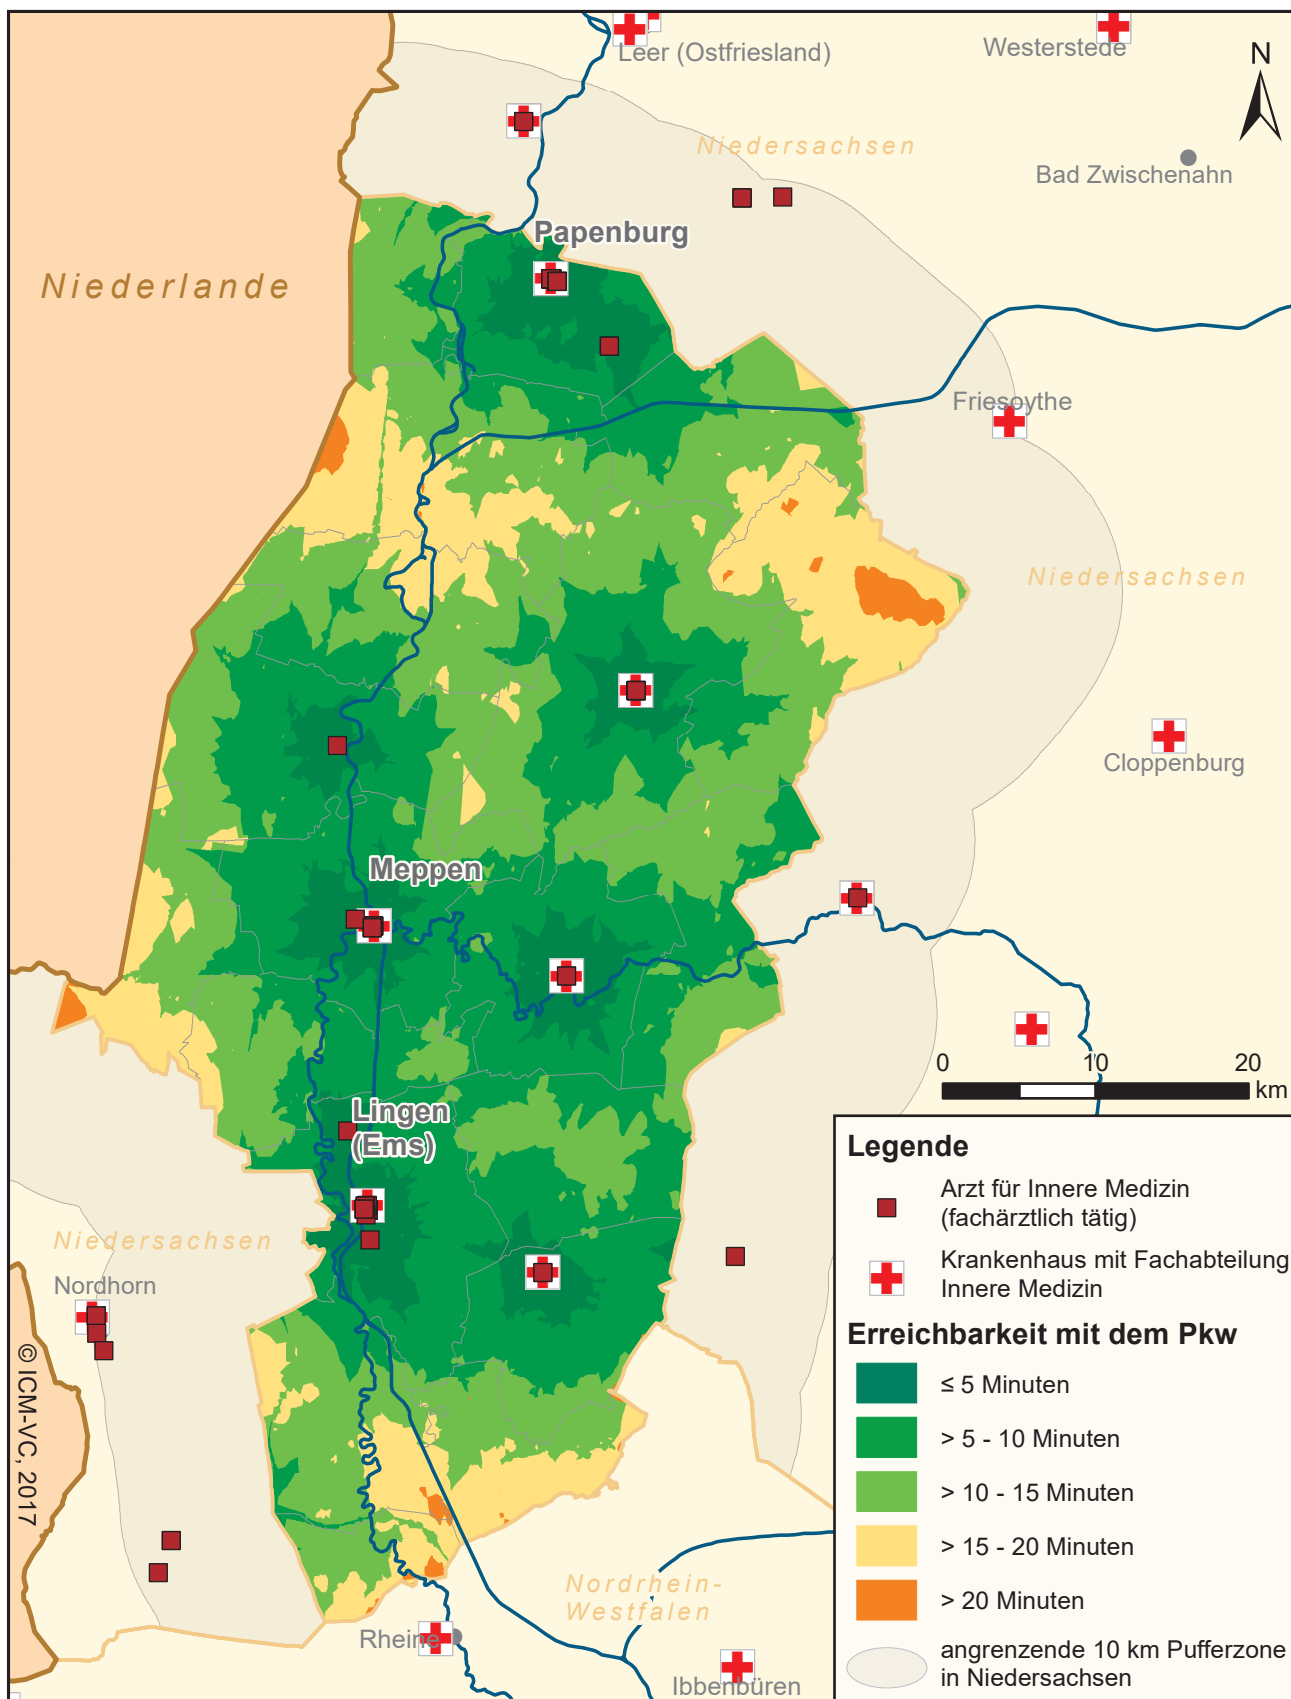 Leer (Ostfriesland)
Westerstede
N
Niedersachsen
Bad Zwischenahn
Papenburg
Niederlande
Friesoythe
Niedersachsen
Cloppenburg
Meppen
0 10 20
km
Lingen
(Ems)
Niedersachsen
Nordhorn
© ICM-VC, 2017
Nordrhein-
Westfalen
Rheine
Ibbenbüren
Legende
Arzt für Innere Medizin
(fachärztlich tätig)
Krankenhaus mit Fachabteilung
Innere Medizin
Erreichbarkeit mit dem Pkw
≤ 5 Minuten
> 5 - 10 Minuten
> 10 - 15 Minuten
> 15 - 20 Minuten
> 20 Minuten
angrenzende 10 km Pufferzone
in Niedersachsen